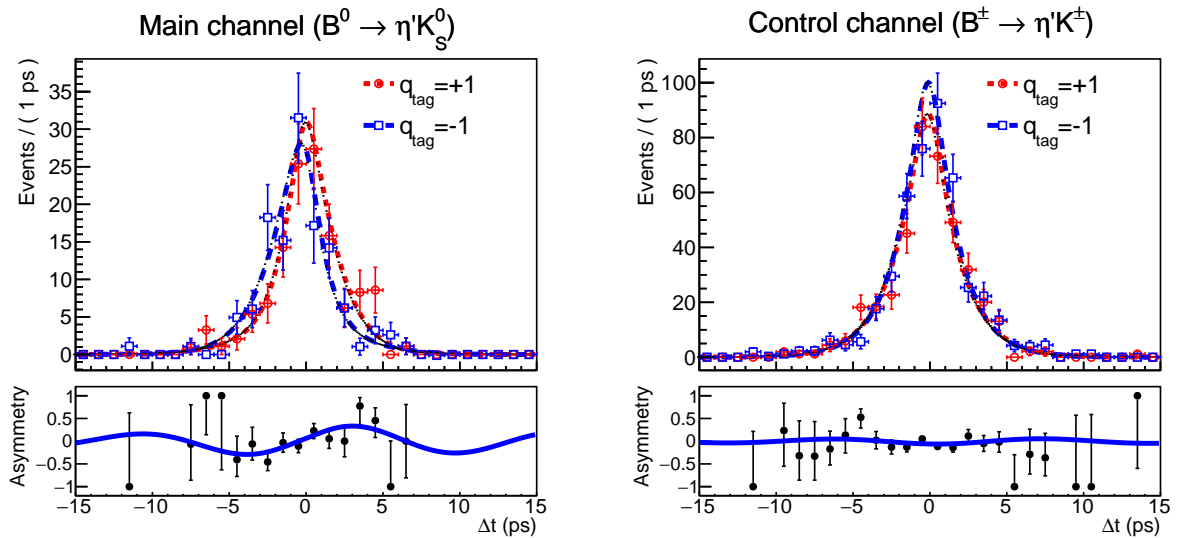 Main channel (B⁰ → η'K⁰_S)
Events / ( 1 ps )
35
30
25
20
15
10
5
0
q_tag=+1
q_tag=-1
Asymmetry
1
0.5
0
−0.5
−1
−15 −10 −5 0 5 10 15
Δt (ps)
Control channel (B± → η'K±)
Events / ( 1 ps )
100
80
60
40
20
0
q_tag=+1
q_tag=-1
Asymmetry
1
0.5
0
−0.5
−1
−15 −10 −5 0 5 10 15
Δt (ps)